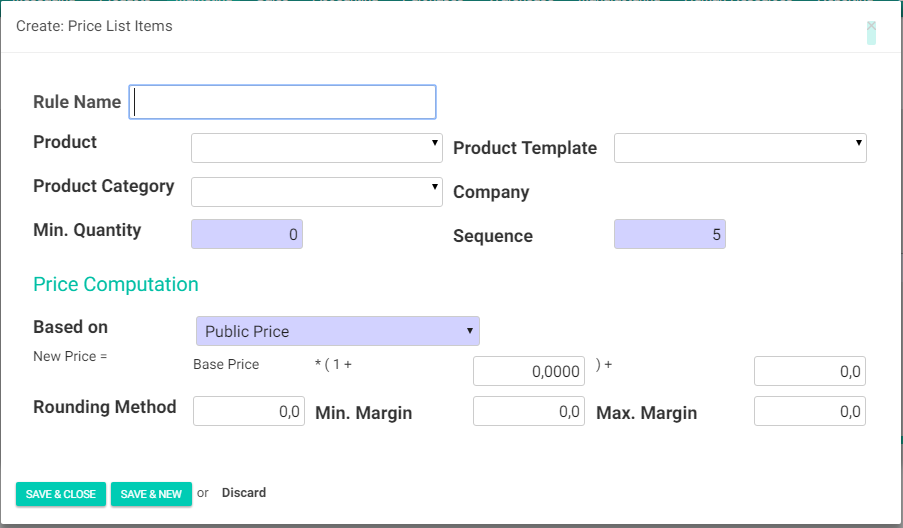 Create: Price List Items
×
Rule Name
Product
Product Template
Product Category
Company
Min. Quantity 0
Sequence 5
Price Computation
Based on Public Price
New Price = Base Price * ( 1 + 0,0000 ) + 0,0
Rounding Method 0,0 Min. Margin 0,0 Max. Margin 0,0
SAVE & CLOSE SAVE & NEW or Discard